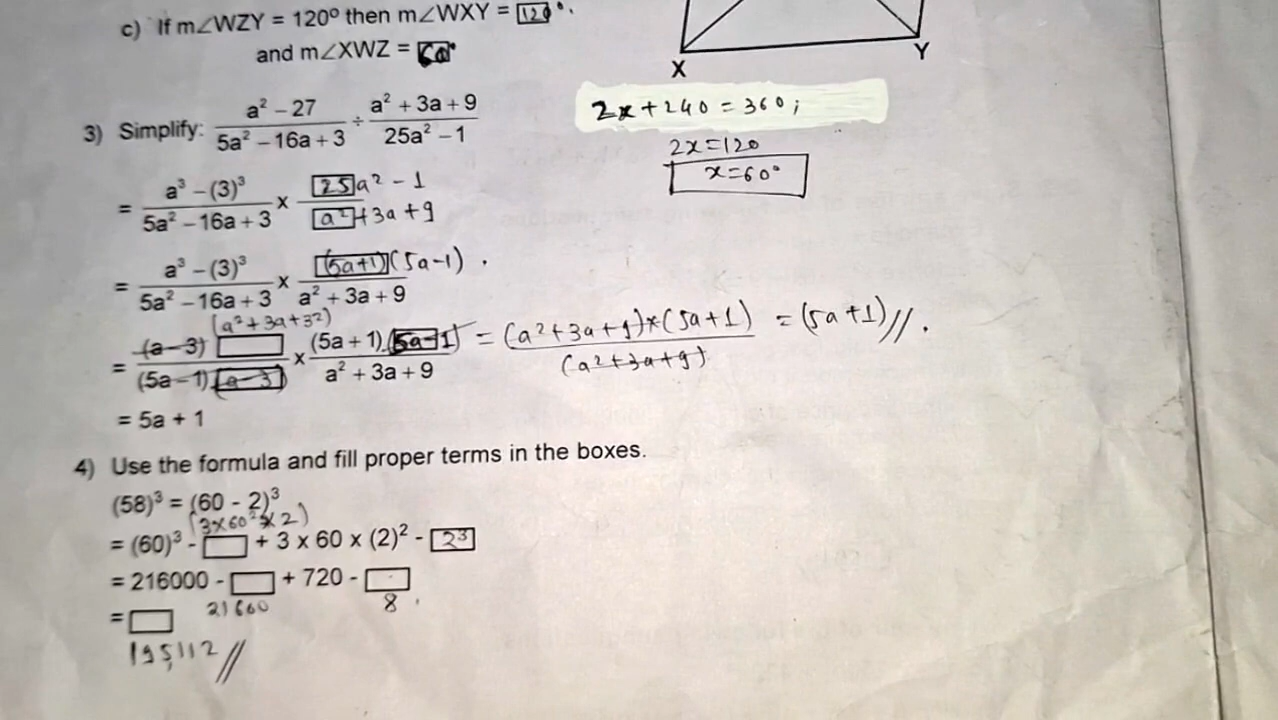 c) If m∠WZY = 120º then m∠WXY = 120°.
and m∠XWZ = 60°
X
Y
2x + 240 = 360;
2x = 120
x = 60°
3) Simplify: (a² – 27)/(5a² – 16a + 3) ÷ (a² + 3a + 9)/(25a² – 1)
= (a³ – (3)³)/(5a² – 16a + 3) x (25a² - 1)/(a² + 3a + 9)
= (a³ – (3)³)/(5a² – 16a + 3) x (5a+1)(5a-1)/(a² + 3a + 9)
(a² + 3a + 3²)
= (a – 3)/(5a – 1)(a - 3) x (5a + 1)(5a-1)/(a² + 3a + 9) = (a² + 3a + 9)×(5a+1)/(a² + 3a + 9) = (5a + 1)//.
= 5a + 1
4) Use the formula and fill proper terms in the boxes.
(58)³ = (60 - 2)³
(3×60²×2)
= (60)³ - + 3 x 60 x (2)² - 2³
= 216000 - + 720 -
21600 8
=
195,112//